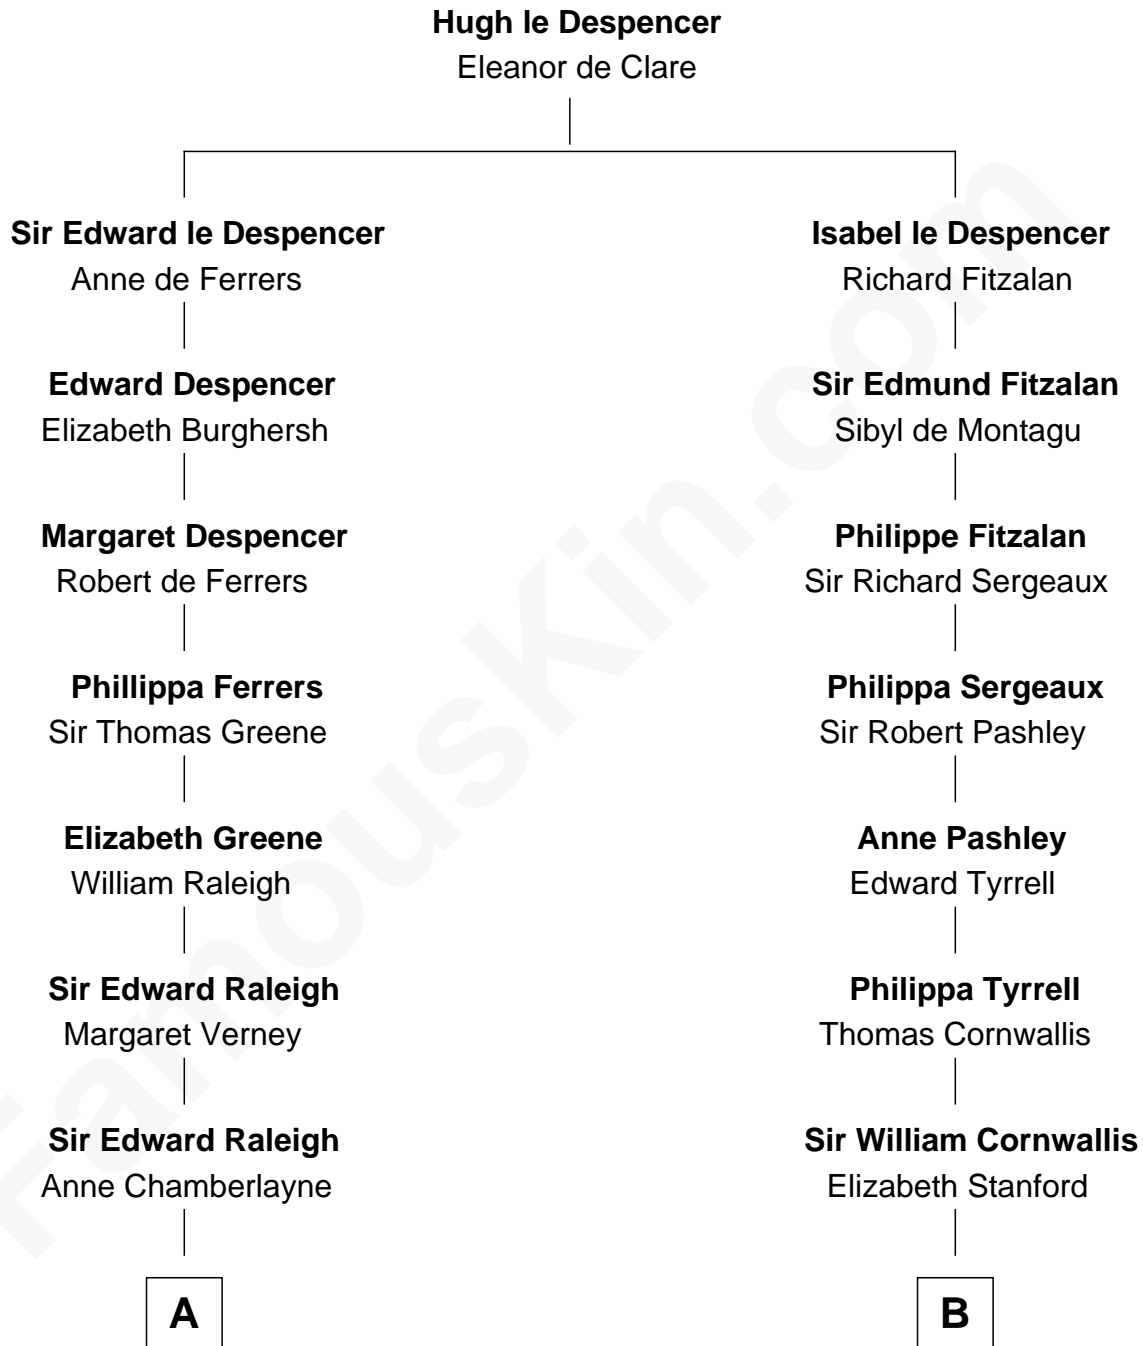 Hugh le Despencer
Eleanor de Clare
Sir Edward le Despencer
Anne de Ferrers
Isabel le Despencer
Richard Fitzalan
Edward Despencer
Elizabeth Burghersh
Sir Edmund Fitzalan
Sibyl de Montagu
Margaret Despencer
Robert de Ferrers
Philippe Fitzalan
Sir Richard Sergeaux
Phillippa Ferrers
Sir Thomas Greene
Philippa Sergeaux
Sir Robert Pashley
Elizabeth Greene
William Raleigh
Anne Pashley
Edward Tyrrell
Sir Edward Raleigh
Margaret Verney
Philippa Tyrrell
Thomas Cornwallis
Sir Edward Raleigh
Anne Chamberlayne
Sir William Cornwallis
Elizabeth Stanford
A
B
FamousKin.com